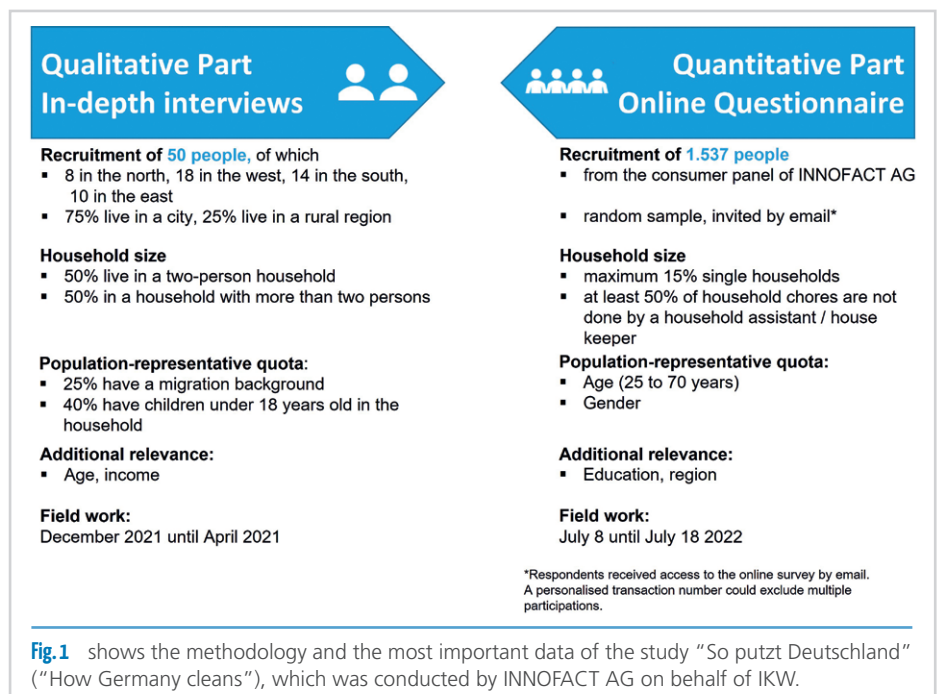 Qualitative Part
In-depth interviews
Recruitment of 50 people, of which
▪ 8 in the north, 18 in the west, 14 in the south,
10 in the east
▪ 75% live in a city, 25% live in a rural region
Household size
▪ 50% live in a two-person household
▪ 50% in a household with more than two persons
Population-representative quota:
▪ 25% have a migration background
▪ 40% have children under 18 years old in the
household
Additional relevance:
▪ Age, income
Field work:
December 2021 until April 2021
Quantitative Part
Online Questionnaire
Recruitment of 1.537 people
▪ from the consumer panel of INNOFACT AG
▪ random sample, invited by email*
Household size
▪ maximum 15% single households
▪ at least 50% of household chores are not
done by a household assistant / house
keeper
Population-representative quota:
▪ Age (25 to 70 years)
▪ Gender
Additional relevance:
▪ Education, region
Field work:
July 8 until July 18 2022
*Respondents received access to the online survey by email.
A personalised transaction number could exclude multiple
participations.
Fig. 1 shows the methodology and the most important data of the study “So putzt Deutschland”
(“How Germany cleans”), which was conducted by INNOFACT AG on behalf of IKW.